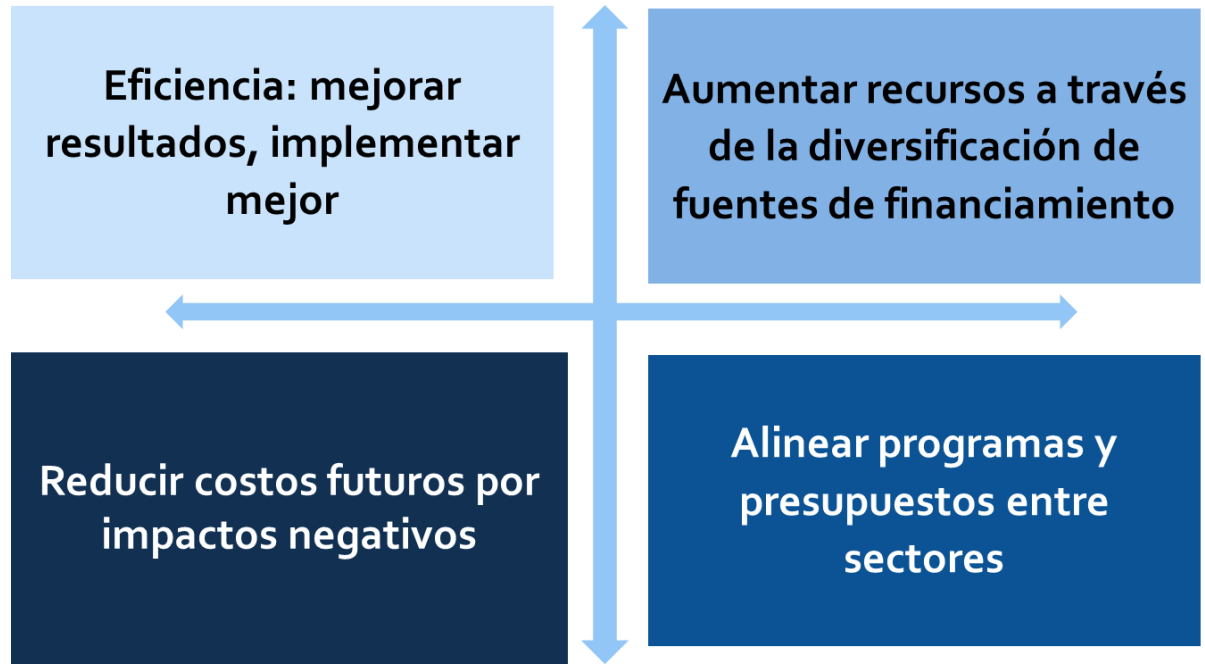 Eficiencia: mejorar
resultados, implementar
mejor
Aumentar recursos a través
de la diversificación de
fuentes de financiamiento
Reducir costos futuros por
impactos negativos
Alinear programas y
presupuestos entre
sectores